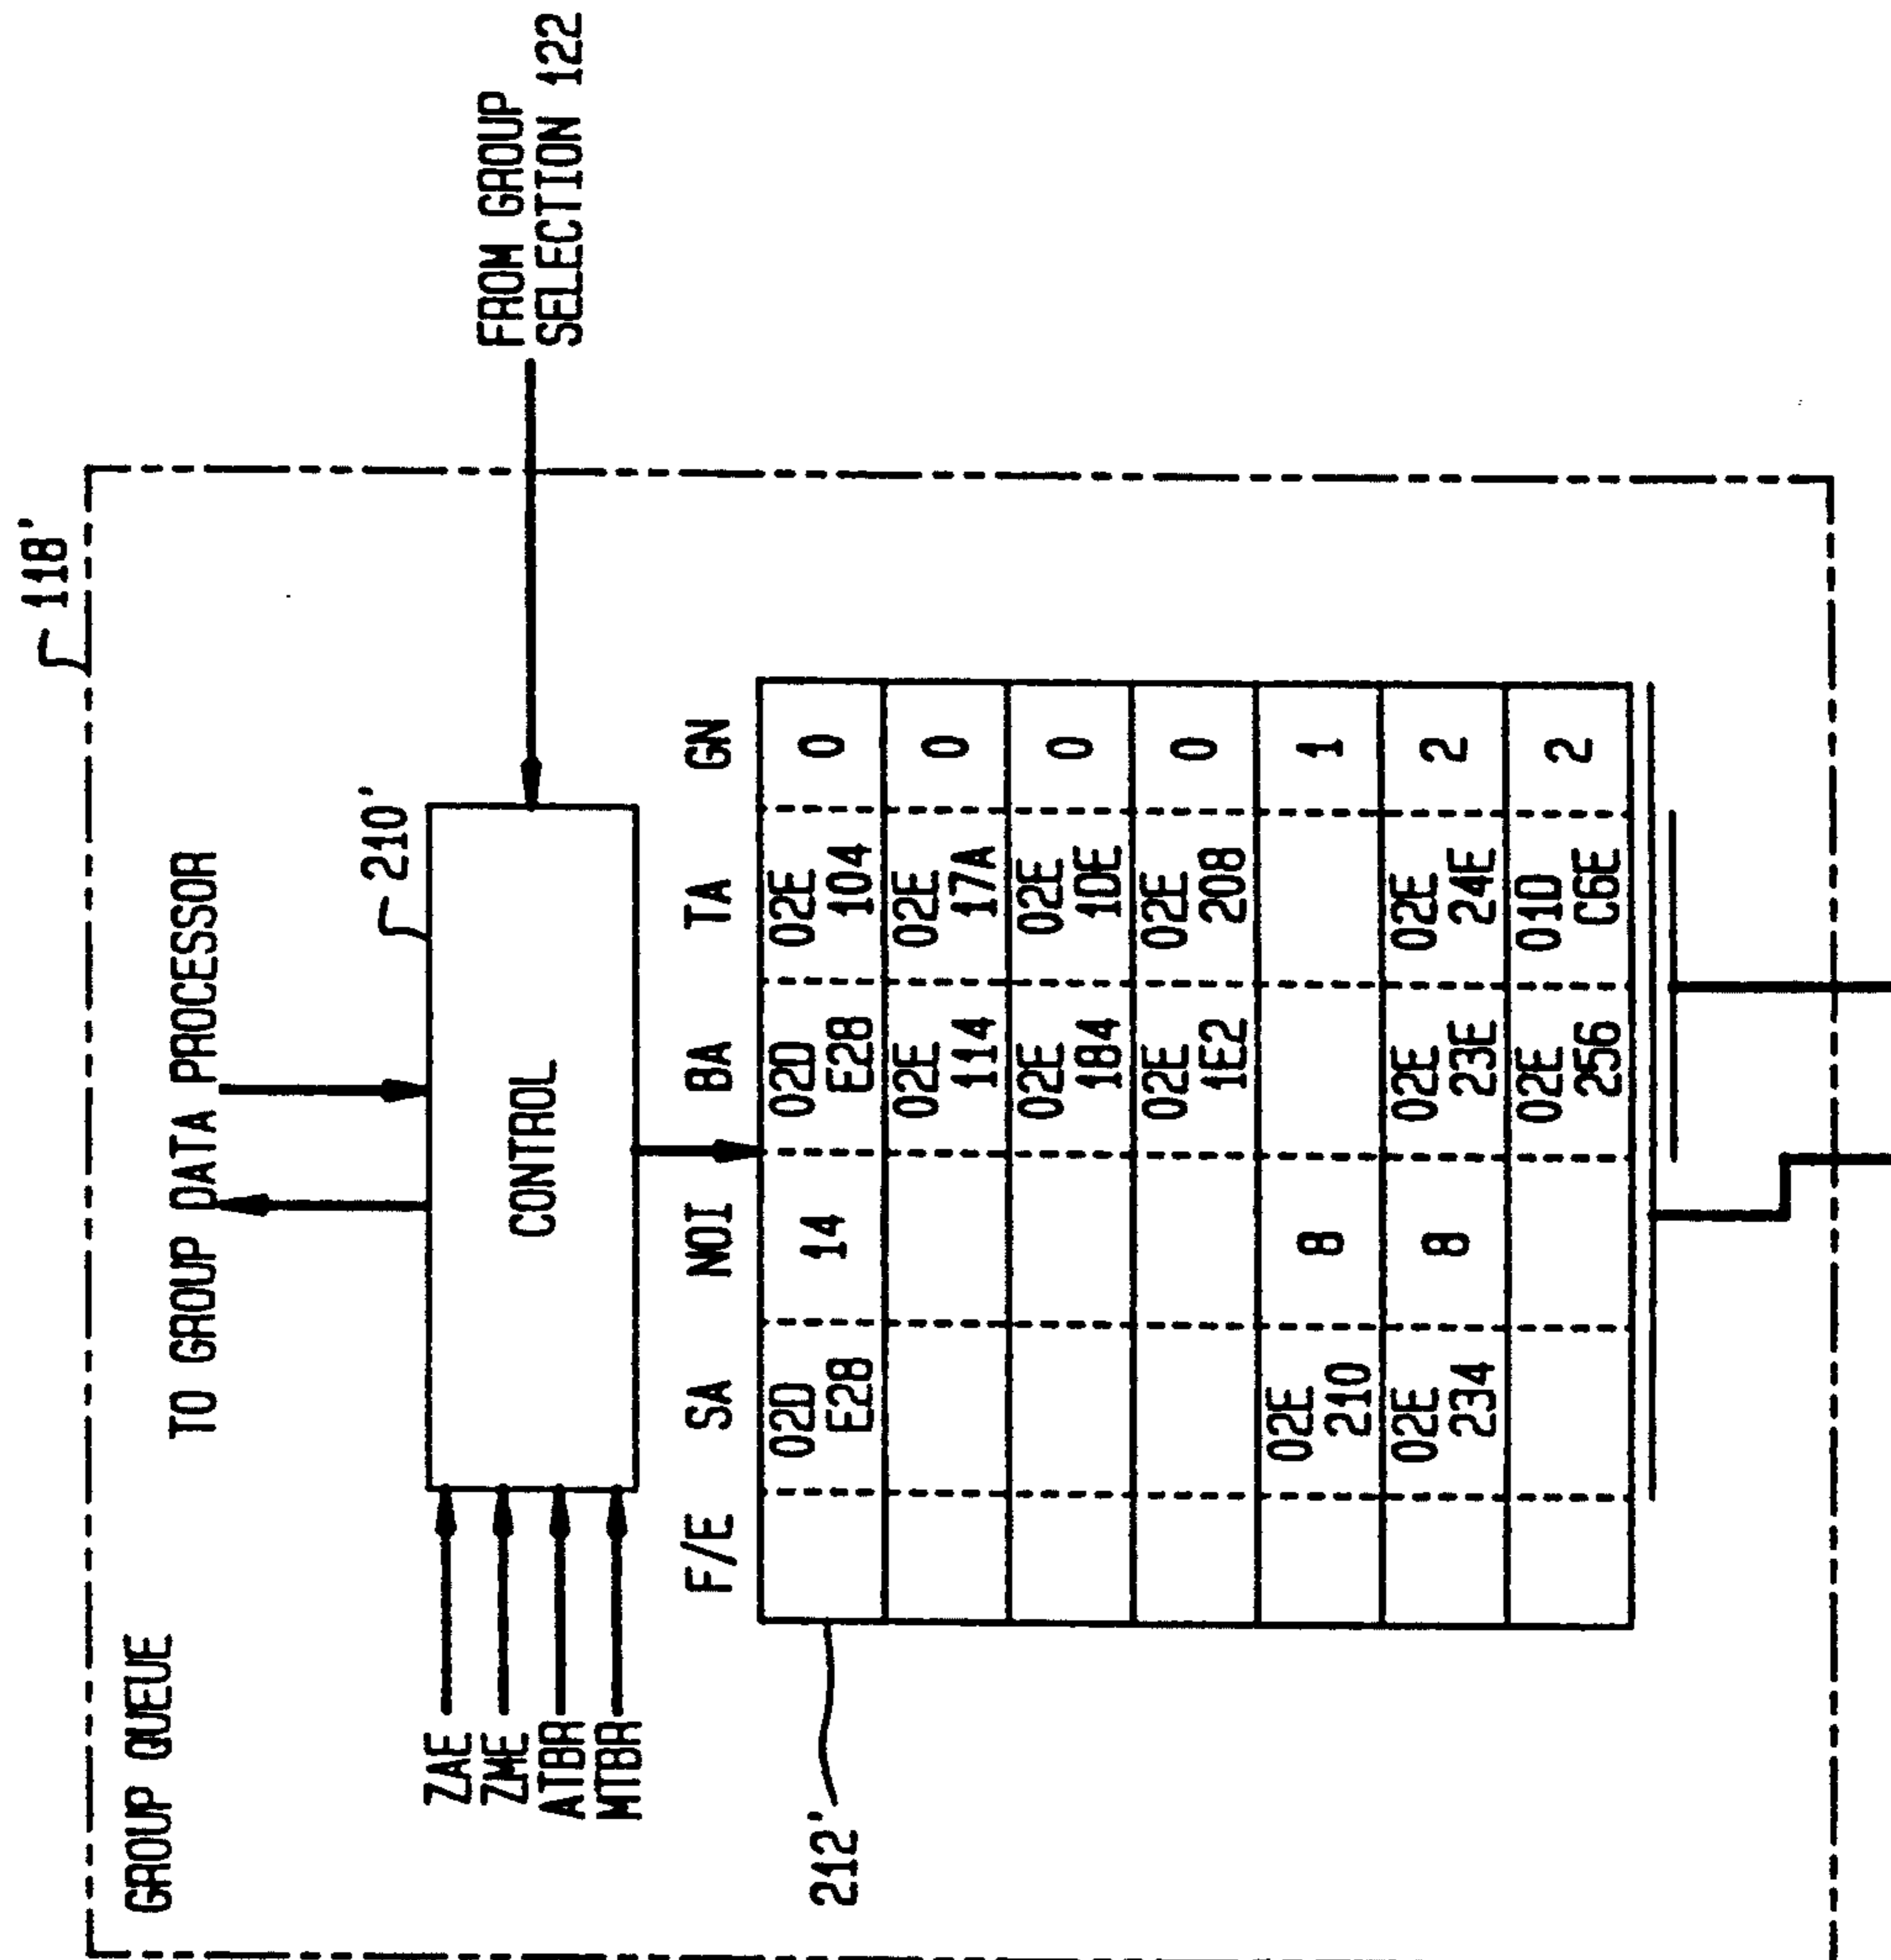 118'
GROUP QUEUE
TO GROUP DATA PROCESSOR
210'
ZAE
ZME
ATBR
MTBR
CONTROL
FROM GROUP
SELECTION 122
F/E SA NOI BA TA GN
02D E28 14 02D E28 02E 104 0
02E 114 02E 17A 0
02E 184 02E 1DE 0
02E 1E2 02E 208 0
02E 210 8 1
02E 234 8 02E 23E 02E 24E 2
02E 256 01D C6E 2
212'